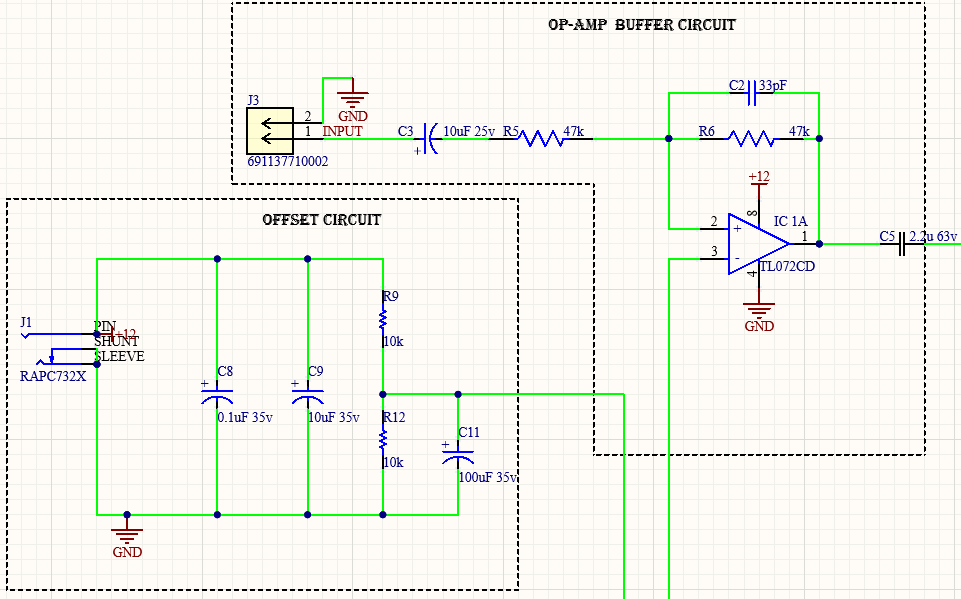 OP-AMP BUFFER CIRCUIT
J3
2
1
GND
INPUT
691137710002
C3
+
10uF 25v
R5
47k
C2
33pF
R6
47k
+12
8
IC 1A
2
+
3
-
1
4
TL072CD
GND
C5
2.2u 63v
OFFSET CIRCUIT
J1
PIN
+12
SHUNT
SLEEVE
RAPC732X
C8
+
0.1uF 35v
C9
+
10uF 35v
R9
10k
R12
10k
C11
+
100uF 35v
GND